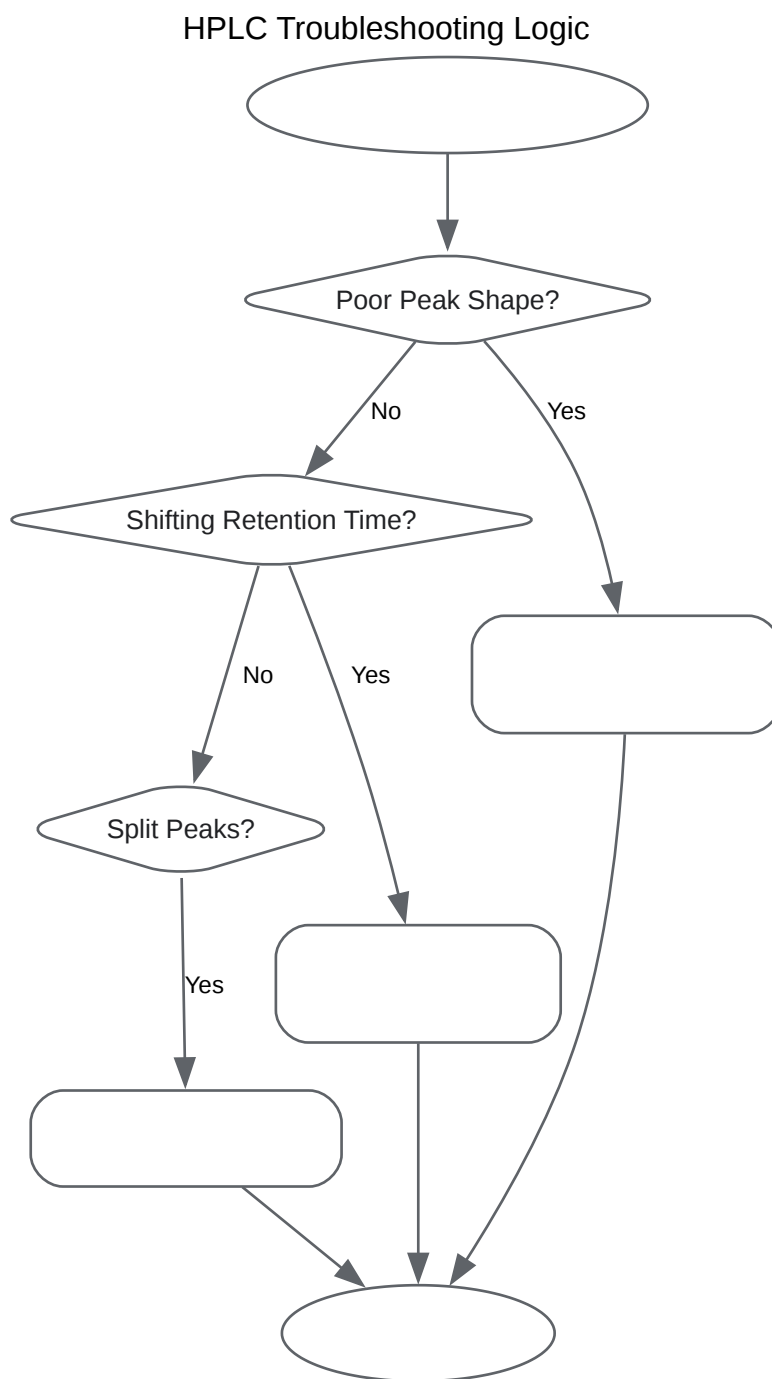 HPLC Troubleshooting Logic
Poor Peak Shape?
No
Yes
Shifting Retention Time?
No
Yes
Split Peaks?
Yes